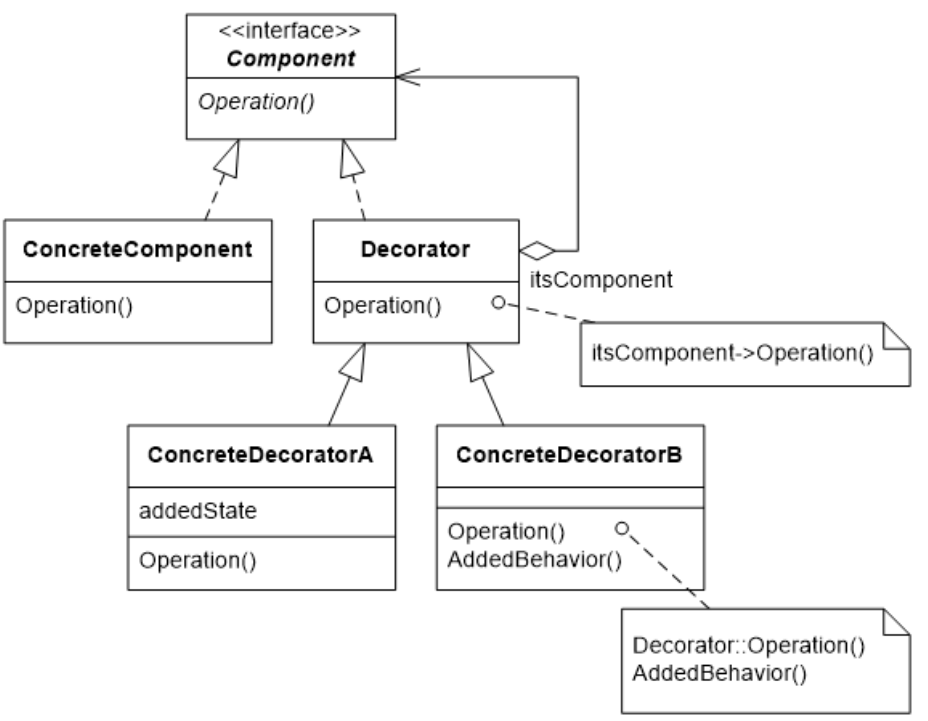 <<interface>>
Component
Operation()
ConcreteComponent
Operation()
Decorator
Operation()
itsComponent
itsComponent->Operation()
ConcreteDecoratorA
addedState
Operation()
ConcreteDecoratorB
Operation()
AddedBehavior()
Decorator::Operation()
AddedBehavior()